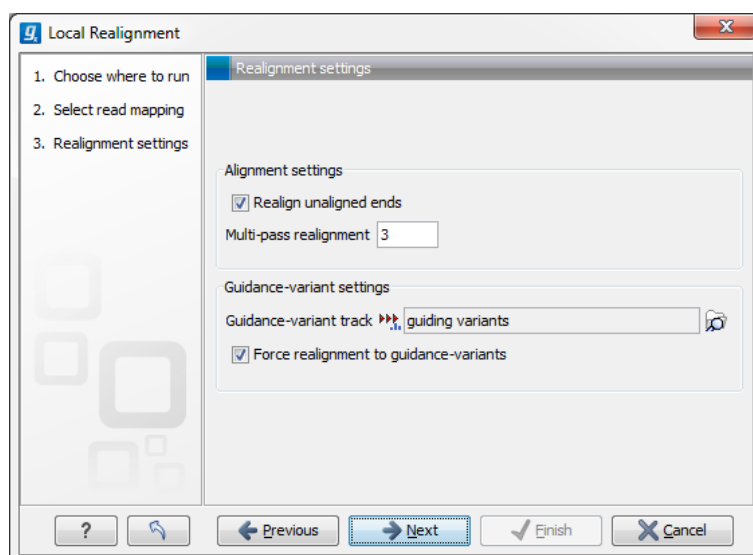 Local Realignment
1. Choose where to run
2. Select read mapping
3. Realignment settings
Realignment settings
Alignment settings
Realign unaligned ends
Multi-pass realignment 3
Guidance-variant settings
Guidance-variant track guiding variants
Force realignment to guidance-variants
? Previous Next Finish Cancel